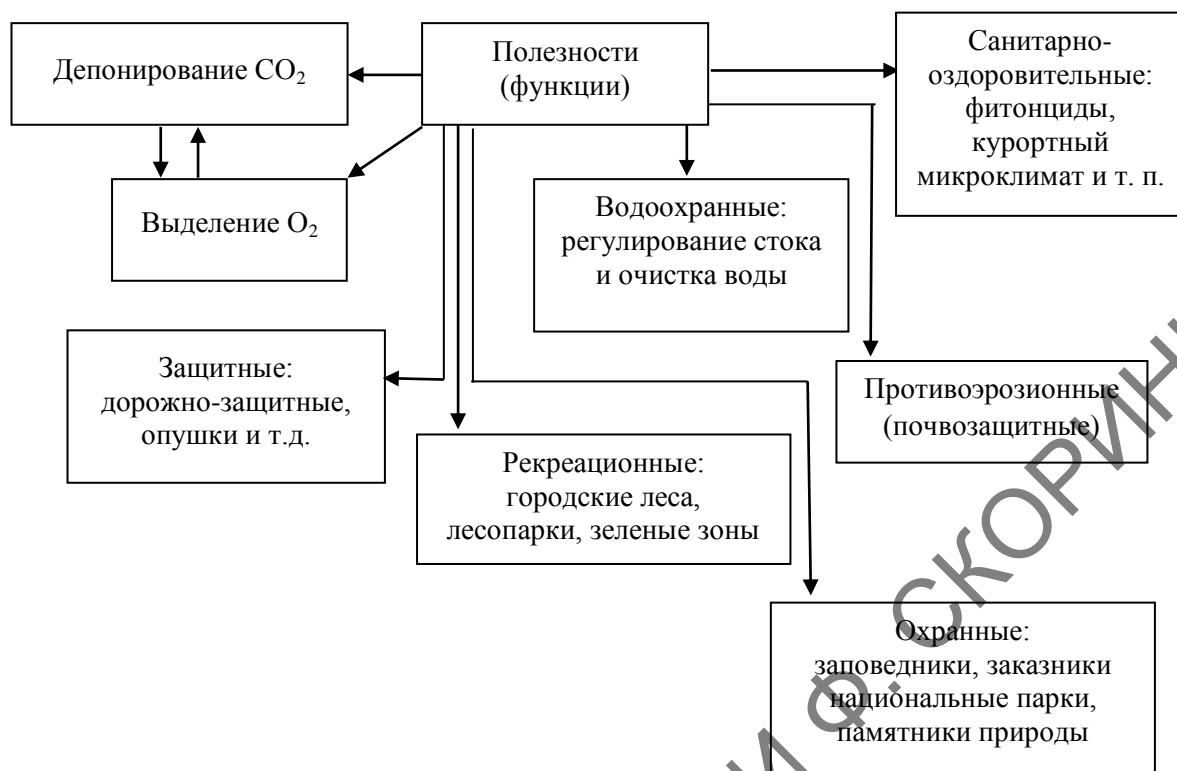 Депонирование CO₂
Полезности
(функции)
Санитарно-
оздоровительные:
фитонциды,
курортный
микроклимат и т. п.
Выделение O₂
Водоохранные:
регулирование стока
и очистка воды
Защитные:
дорожно-защитные,
опушки и т.д.
Противоэрозионные
(почвозащитные)
Рекреационные:
городские леса,
лесопарки, зеленые зоны
Охранные:
заповедники, заказники
национальные парки,
памятники природы
Ф. СКОРИН